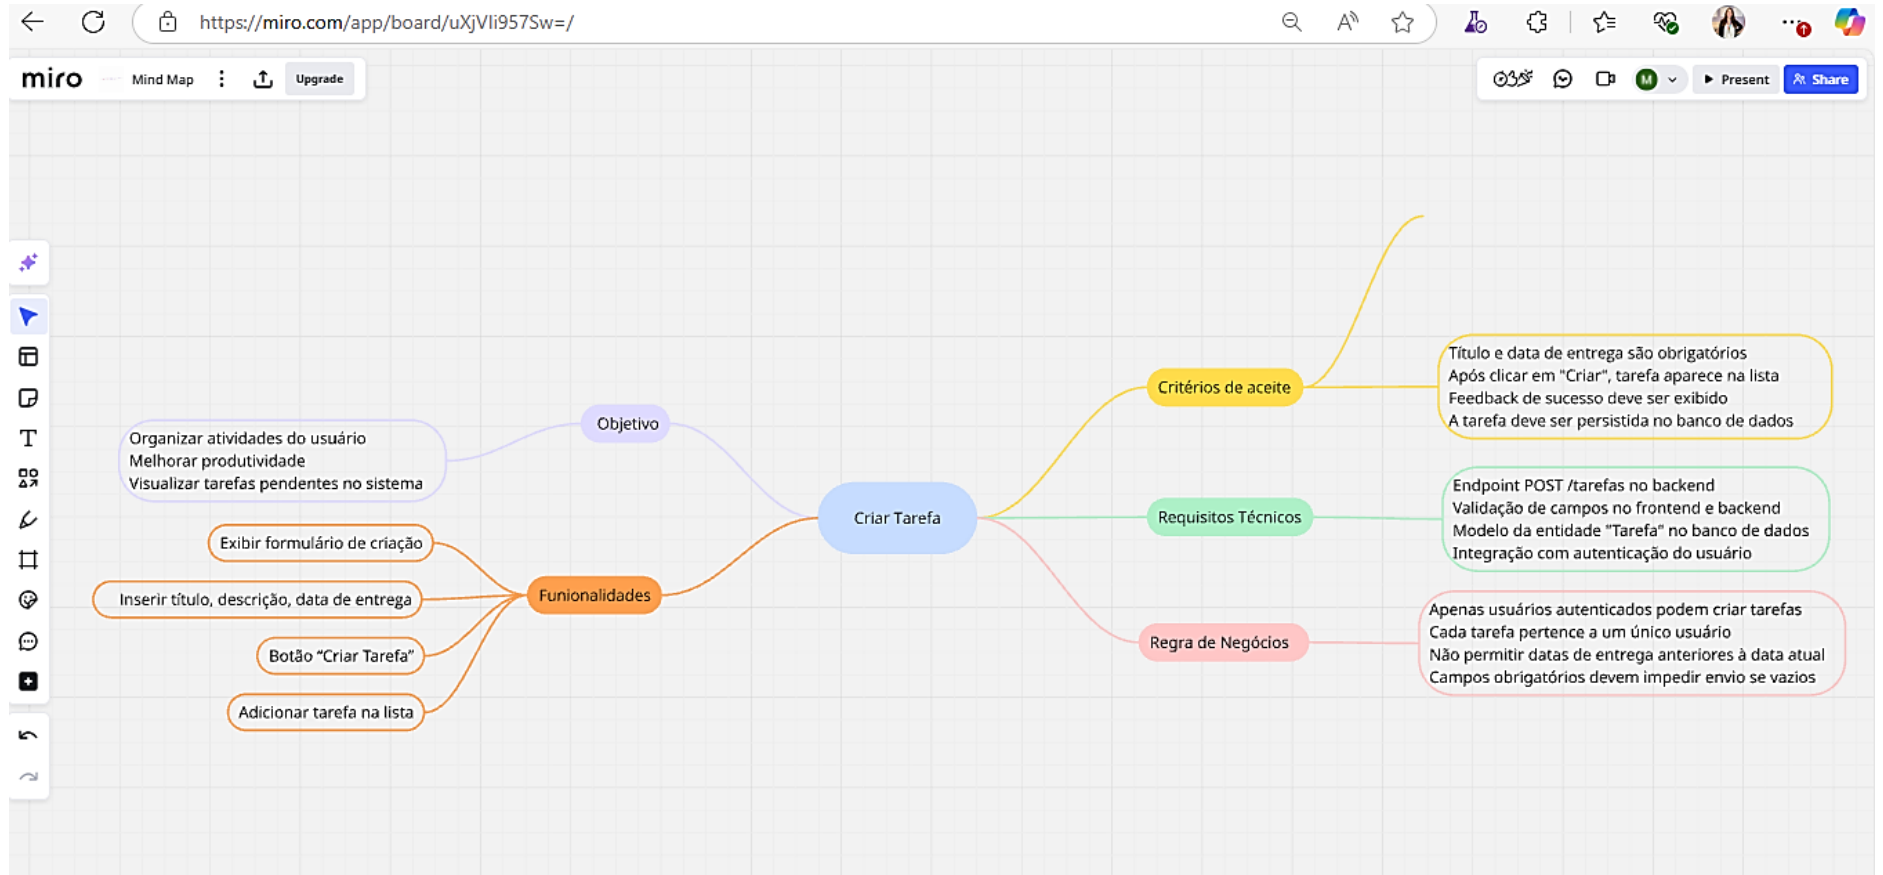 https://miro.com/app/board/uXjVIi957Sw=/
miro
Mind Map
Upgrade
M
Present
Share
Objetivo
Organizar atividades do usuário
Melhorar produtividade
Visualizar tarefas pendentes no sistema
Funionalidades
Exibir formulário de criação
Inserir título, descrição, data de entrega
Botão “Criar Tarefa”
Adicionar tarefa na lista
Criar Tarefa
Critérios de aceite
Título e data de entrega são obrigatórios
Após clicar em "Criar", tarefa aparece na lista
Feedback de sucesso deve ser exibido
A tarefa deve ser persistida no banco de dados
Requisitos Técnicos
Endpoint POST /tarefas no backend
Validação de campos no frontend e backend
Modelo da entidade "Tarefa" no banco de dados
Integração com autenticação do usuário
Regra de Negócios
Apenas usuários autenticados podem criar tarefas
Cada tarefa pertence a um único usuário
Não permitir datas de entrega anteriores à data atual
Campos obrigatórios devem impedir envio se vazios